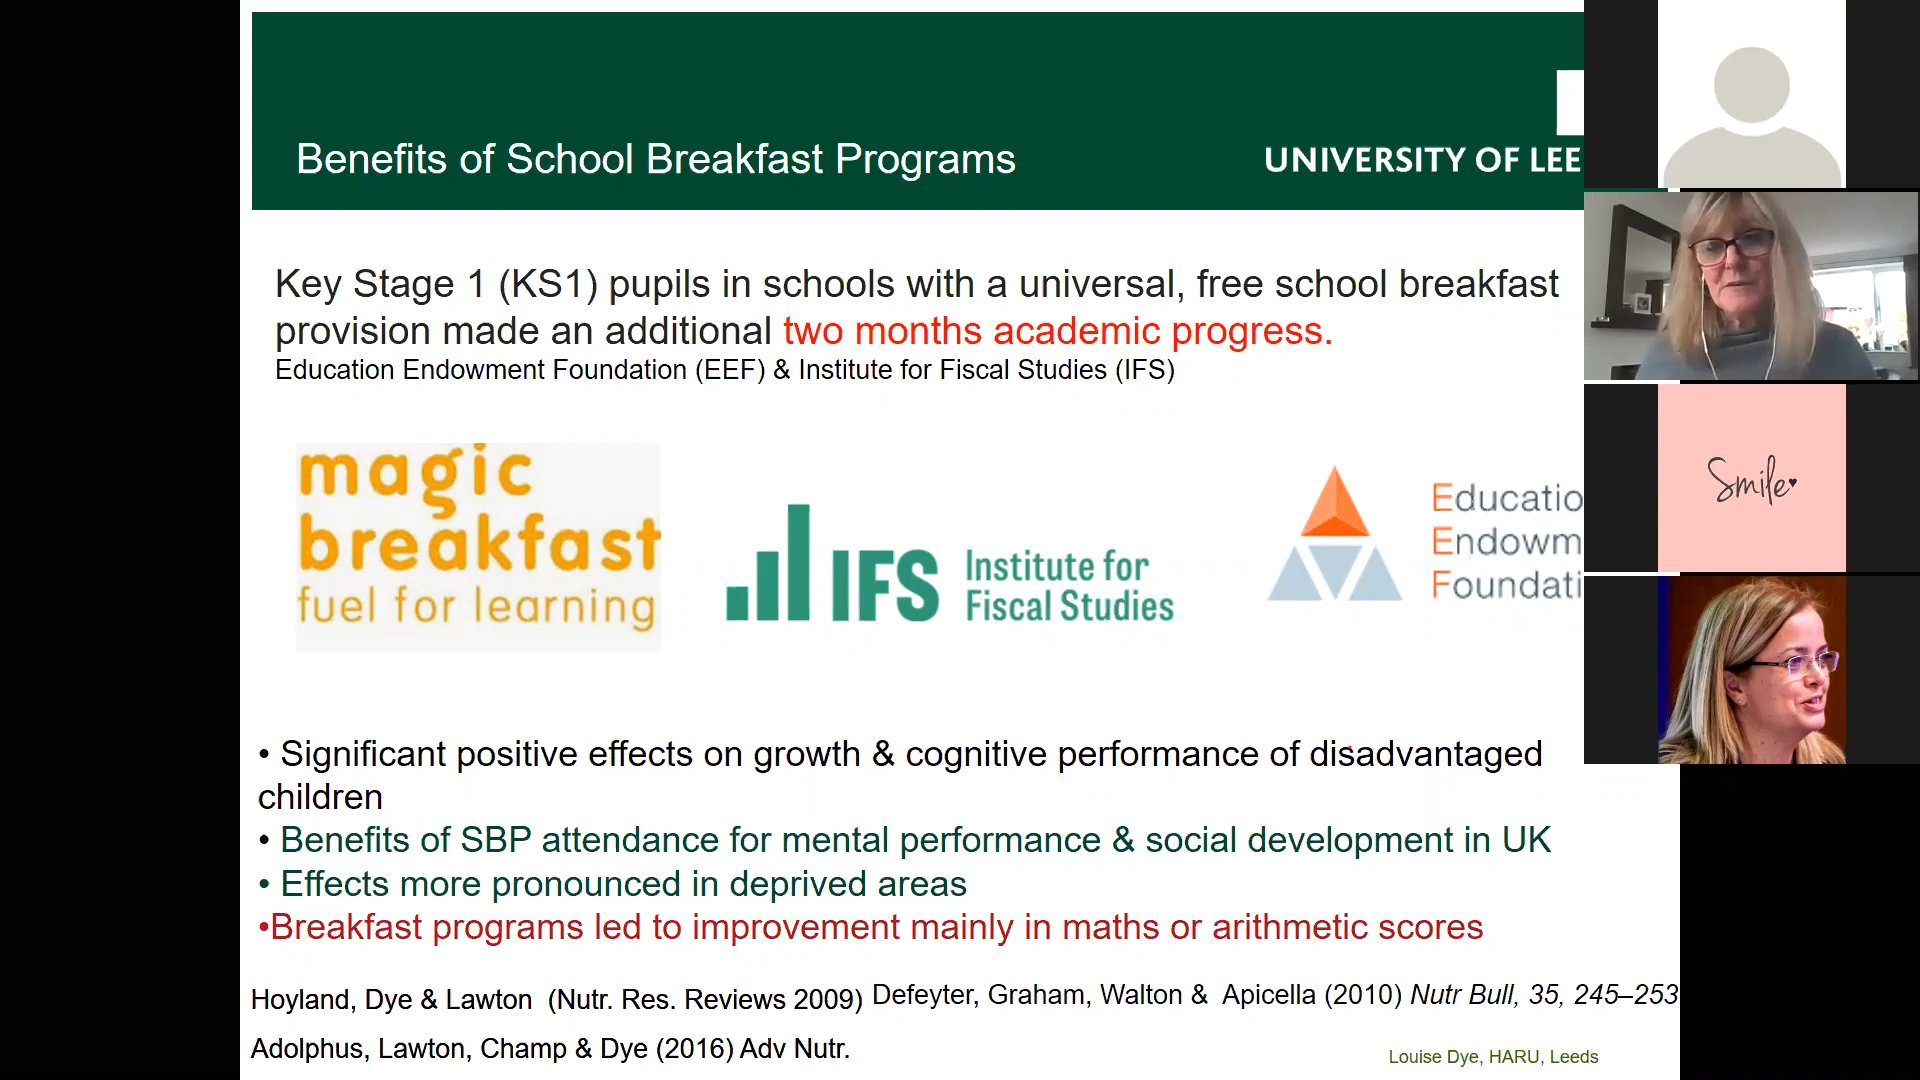 Benefits of School Breakfast Programs
UNIVERSITY OF LEE
Key Stage 1 (KS1) pupils in schools with a universal, free school breakfast
provision made an additional two months academic progress.
Education Endowment Foundation (EEF) & Institute for Fiscal Studies (IFS)
magic
breakfast
fuel for learning
IFS
Institute for
Fiscal Studies
Educatio
Endowm
Foundati
Smile
• Significant positive effects on growth & cognitive performance of disadvantaged
children
• Benefits of SBP attendance for mental performance & social development in UK
• Effects more pronounced in deprived areas
•Breakfast programs led to improvement mainly in maths or arithmetic scores
Hoyland, Dye & Lawton (Nutr. Res. Reviews 2009)
Defeyter, Graham, Walton & Apicella (2010) Nutr Bull, 35, 245–253
Adolphus, Lawton, Champ & Dye (2016) Adv Nutr.
Louise Dye, HARU, Leeds